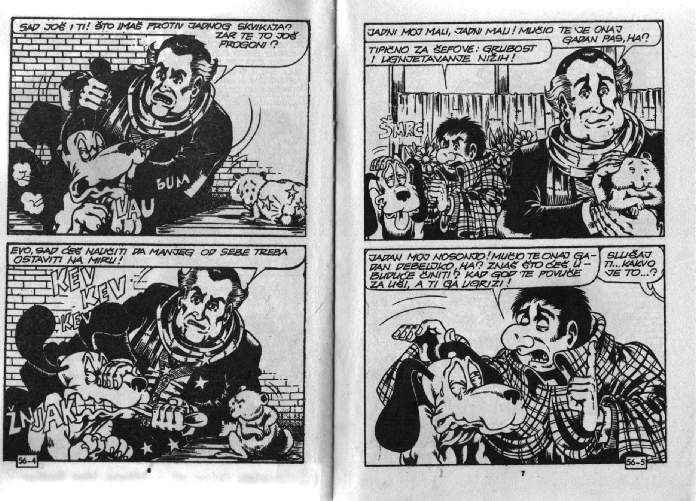 SAD JOŠ I TI! ŠTO IMAŠ PROTIV JADNOG SKVIKIJA?
ZAR TE TO JOŠ
PROGONI?
BUM
UAU
EVO, SAD ĆEŠ NAUČITI DA MANJEG OD SEBE TREBA
OSTAVITI NA MIRU!
KEV
KEV
KEV
ŽNJAK
56-4
6
JADNI MOJ MALI, JADNI MALI! MUČIO TE JE ONAJ
GADAN PAS, HA?
TIPIČNO ZA ŠEFOVE: GRUBOST
I UGNJETAVANJE NIŽIH!
ŠMRC
JADAN MOJ NOSONJO! MUČIO TE ONAJ GA-
DAN DEBELJKO, HA? ZNAŠ ŠTO ĆEŠ U-
BUDUĆE ČINITI? KAD GOD TE POVUČE
ZA UŠI, A TI GA UGRIZI!
SLUŠAJ
TI...KAKVO
JE TO...?
56-5
7